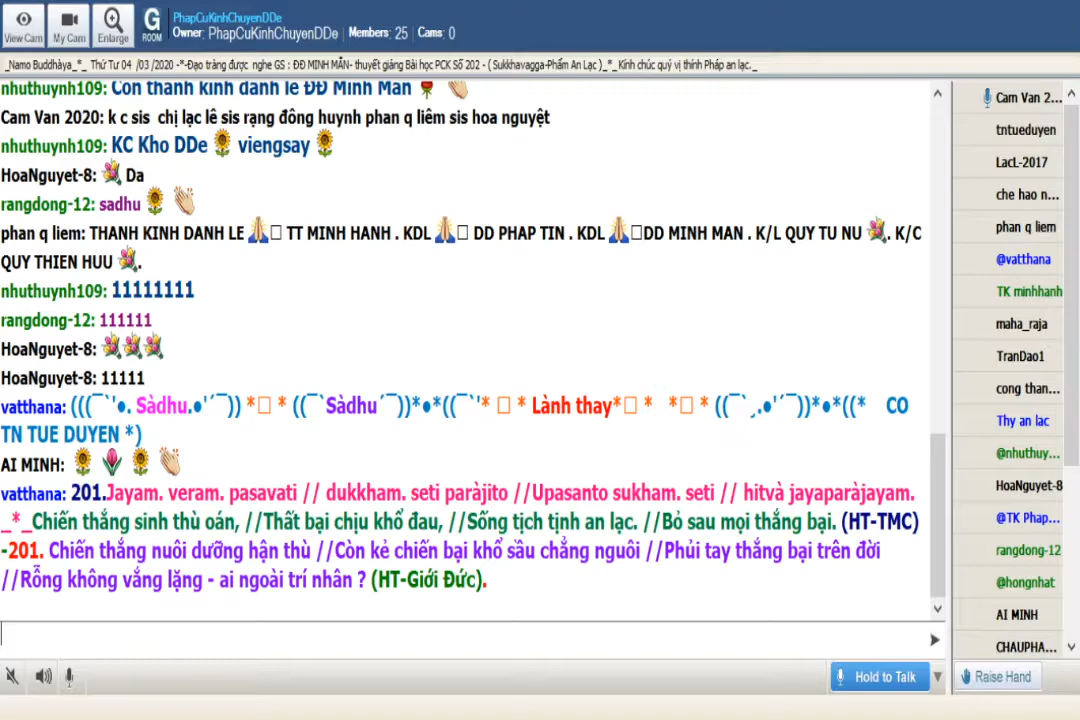 PhapCuKinhChuyenDDe
Owner: PhapCuKinhChuyenDDe Members: 25 Cams: 0
View Cam My Cam Enlarge G ROOM
_Namo Buddhàya_*_ Thứ Tư 04 /03 /2020 -*-Đạo tràng được nghe GS : ĐĐ MINH MẪN- thuyết giảng Bài học PCK Số 202 - ( Sukkhavagga-Phẩm An Lạc )_*_Kính chúc quý vị thính Pháp an lạc._
nhuthuynh109: Con thanh kinh danh le ĐĐ Minh Man 🌹 👏
Cam Van 2020: k c sis chị lạc lê sis rạng đông huynh phan q liêm sis hoa nguyệt
nhuthuynh109: KC Kho DDe 🌻 viengsay 🌻
HoaNguyet-8: 💐 Da
rangdong-12: sadhu 🌻 👏
phan q liem: THANH KINH DANH LE 🙏□ TT MINH HANH . KDL 🙏□ DD PHAP TIN . KDL 🙏□DD MINH MAN . K/L QUY TU NU 💐. K/C
QUY THIEN HUU 💐.
nhuthuynh109: 11111111
rangdong-12: 111111
HoaNguyet-8: 💐💐💐
HoaNguyet-8: 11111
vatthana: (((¯`'●. Sàdhu.●'´¯)) *□ * ((¯`Sàdhu´¯))*●*((¯`'* □ * Lành thay*□ * *□ * ((¯`¸.●'´¯))*●*((* CO
TN TUE DUYEN *)
AI MINH: 🌻 🌷 🌻 👏
vatthana: 201.Jayam. veram. pasavati // dukkham. seti paràjito //Upasanto sukham. seti // hitvà jayaparàjayam.
_*_Chiến thắng sinh thù oán, //Thất bại chịu khổ đau, //Sống tịch tịnh an lạc. //Bỏ sau mọi thắng bại. (HT-TMC)
-201. Chiến thắng nuôi dưỡng hận thù //Còn kẻ chiến bại khổ sầu chẳng nguôi //Phủi tay thắng bại trên đời
//Rỗng không vắng lặng - ai ngoài trí nhân ? (HT-Giới Đức).
Hold to Talk
Cam Van 2...
tntueduyen
LacL-2017
che hao n...
phan q liem
@vatthana
TK minhhanh
maha_raja
TranDao1
cong than...
Thy an lac
@nhuthuy...
HoaNguyet-8
@TK Phap...
rangdong-12
@hongnhat
AI MINH
CHAUPHA...
Raise Hand